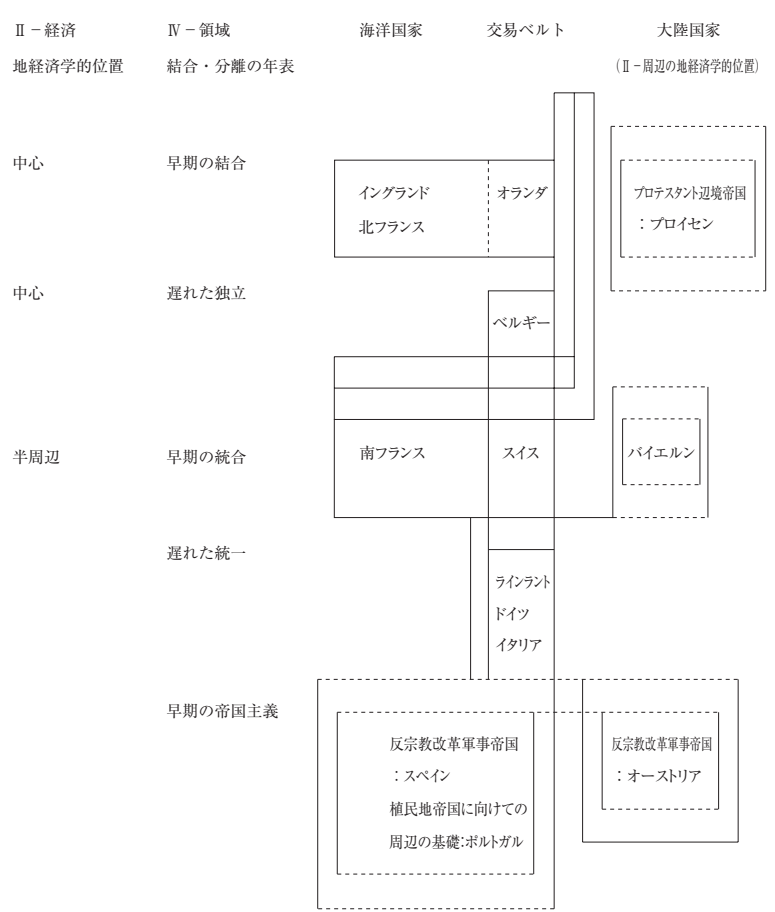 Ⅱ－経済 Ⅳ－領域 海洋国家 交易ベルト 大陸国家
地経済学的位置 結合・分離の年表 (Ⅱ－周辺の地経済学的位置)
中心 早期の結合
イングランド オランダ プロテスタント辺境帝国
北フランス ：プロイセン
中心 遅れた独立
ベルギー
半周辺 早期の統合 南フランス スイス バイエルン
遅れた統一
ラインラント
ドイツ
イタリア
早期の帝国主義
反宗教改革軍事帝国 反宗教改革軍事帝国
：スペイン ：オーストリア
植民地帝国に向けての
周辺の基礎：ポルトガル